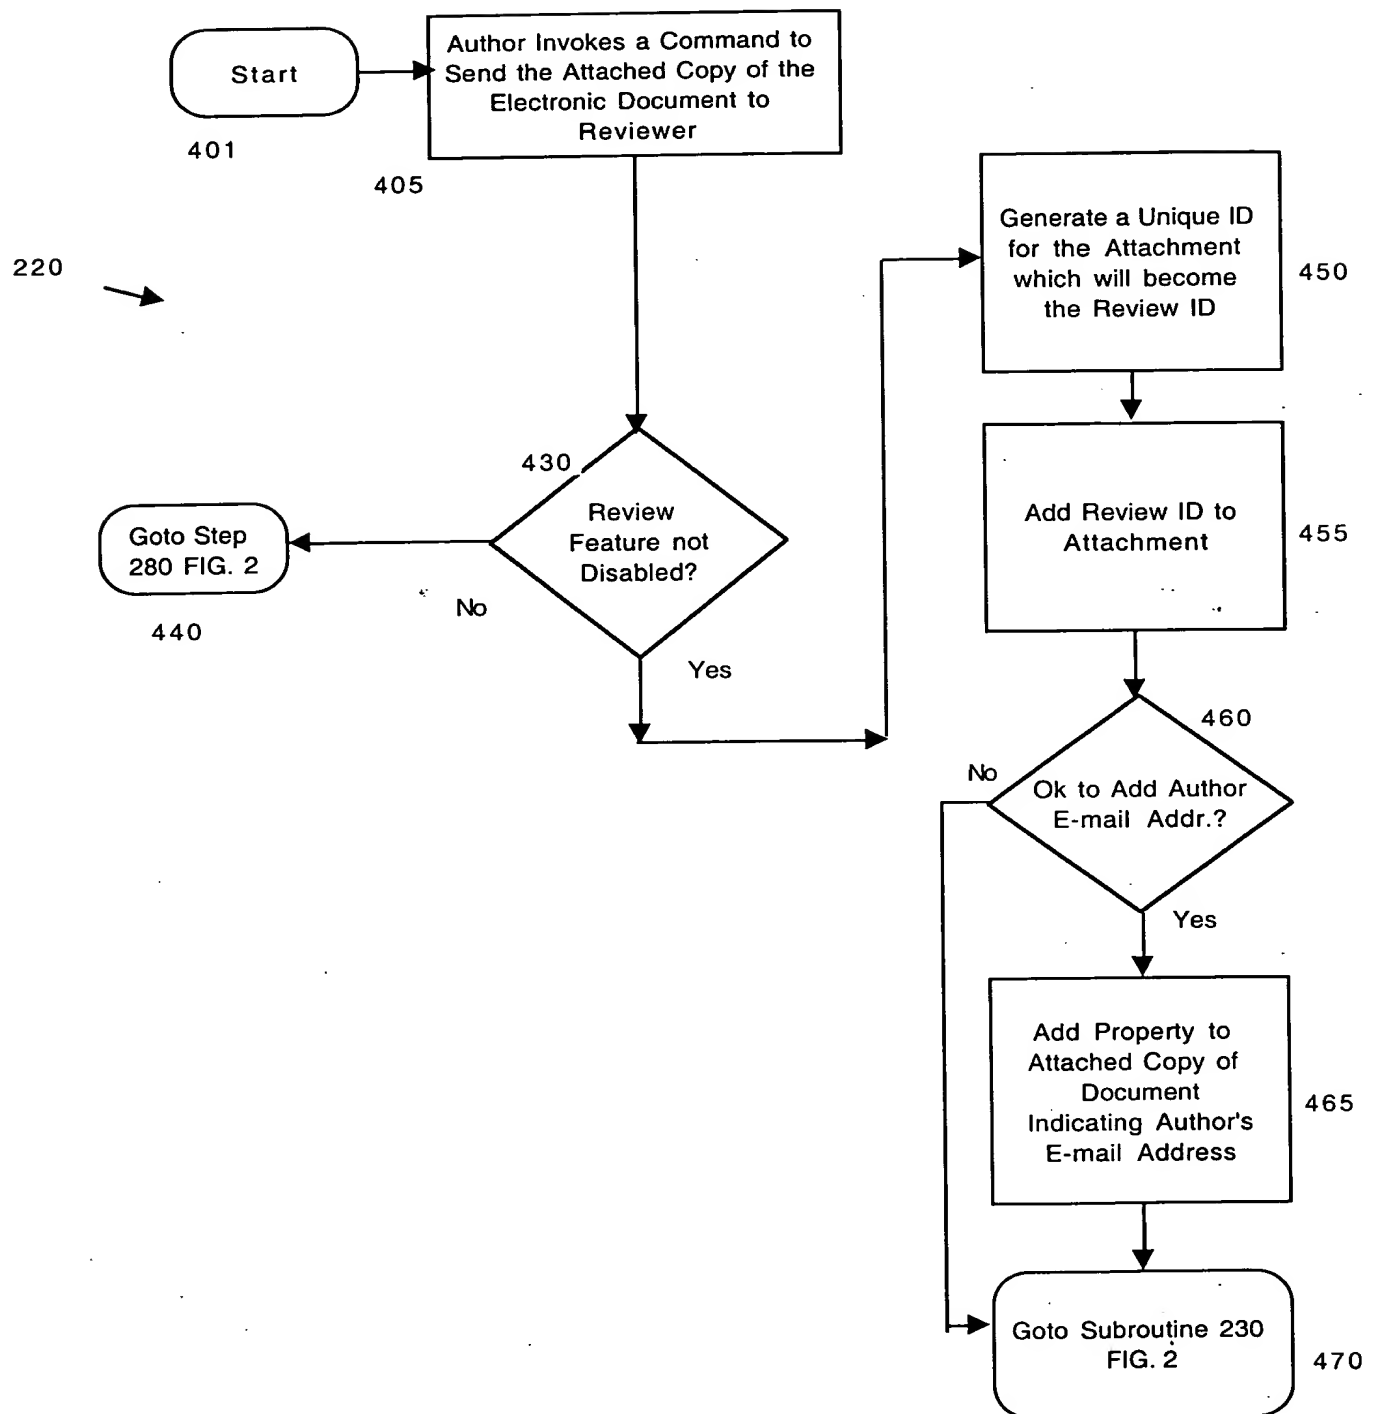 Start
401
Author Invokes a Command to
Send the Attached Copy of the
Electronic Document to
Reviewer
405
220
430
Review
Feature not
Disabled?
No
Yes
Goto Step
280 FIG. 2
440
Generate a Unique ID
for the Attachment
which will become
the Review ID
450
Add Review ID to
Attachment
455
460
Ok to Add Author
E-mail Addr.?
No
Yes
Add Property to
Attached Copy of
Document
Indicating Author's
E-mail Address
465
Goto Subroutine 230
FIG. 2
470